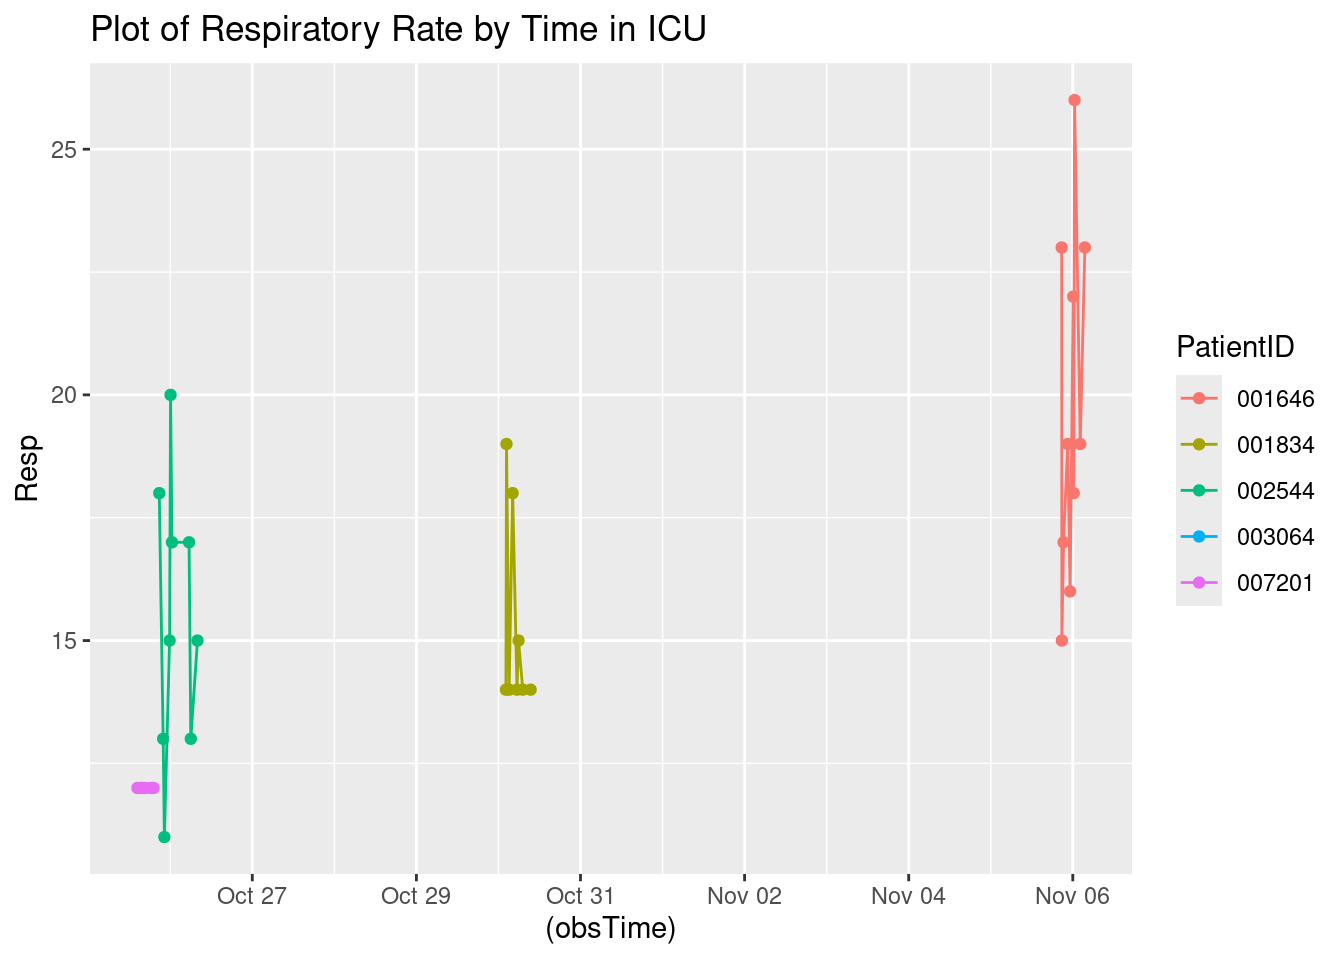 Plot of Respiratory Rate by Time in ICU
25
20
15
Resp
Oct 27 Oct 29 Oct 31 Nov 02 Nov 04 Nov 06
(obsTime)
PatientID
001646
001834
002544
003064
007201